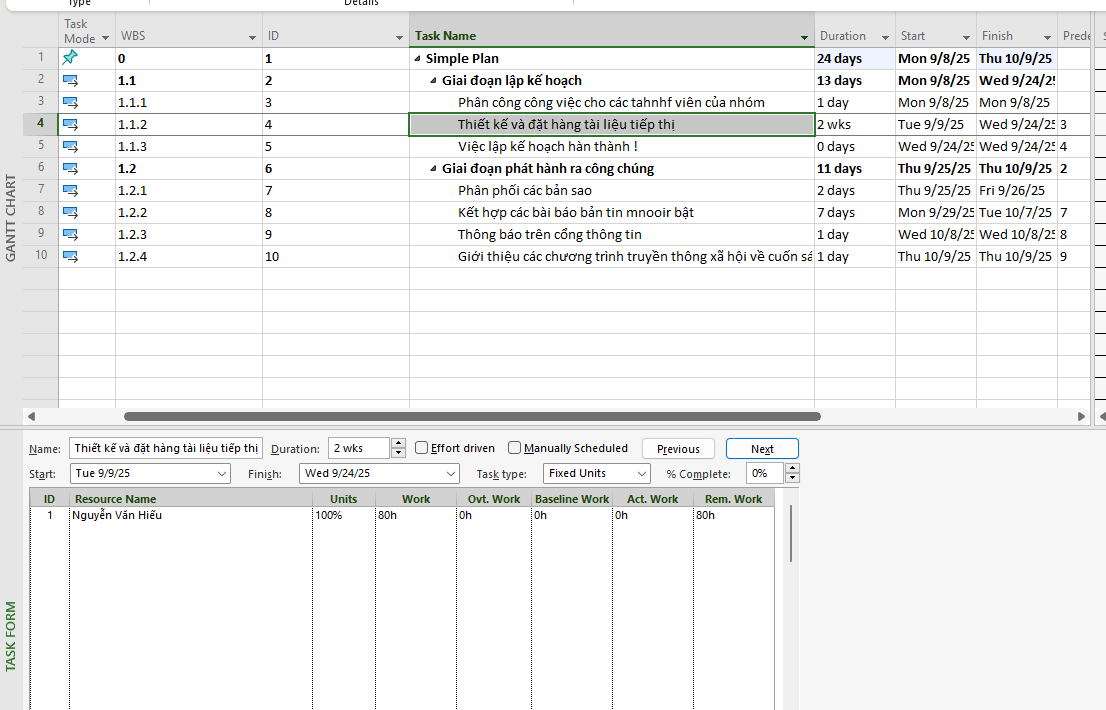 Type Details
Task Mode WBS ID Task Name Duration Start Finish Prede
1 0 1 Simple Plan 24 days Mon 9/8/25 Thu 10/9/25
2 1.1 2 Giai đoạn lập kế hoạch 13 days Mon 9/8/25 Wed 9/24/25
3 1.1.1 3 Phân công công việc cho các tahnhf viên của nhóm 1 day Mon 9/8/25 Mon 9/8/25
4 1.1.2 4 Thiết kế và đặt hàng tài liệu tiếp thị 2 wks Tue 9/9/25 Wed 9/24/25 3
5 1.1.3 5 Việc lập kế hoạch hàn thành ! 0 days Wed 9/24/25 Wed 9/24/25 4
6 1.2 6 Giai đoạn phát hành ra công chúng 11 days Thu 9/25/25 Thu 10/9/25 2
7 1.2.1 7 Phân phối các bản sao 2 days Thu 9/25/25 Fri 9/26/25
8 1.2.2 8 Kết hợp các bài báo bản tin mnooir bật 7 days Mon 9/29/25 Tue 10/7/25 7
9 1.2.3 9 Thông báo trên cổng thông tin 1 day Wed 10/8/25 Wed 10/8/25 8
10 1.2.4 10 Giới thiệu các chương trình truyền thông xã hội về cuốn sá 1 day Thu 10/9/25 Thu 10/9/25 9
GANTT CHART
Name: Thiết kế và đặt hàng tài liệu tiếp thị Duration: 2 wks Effort driven Manually Scheduled Previous Next
Start: Tue 9/9/25 Finish: Wed 9/24/25 Task type: Fixed Units % Complete: 0%
ID Resource Name Units Work Ovt. Work Baseline Work Act. Work Rem. Work
1 Nguyễn Văn Hiếu 100% 80h 0h 0h 0h 80h
TASK FORM